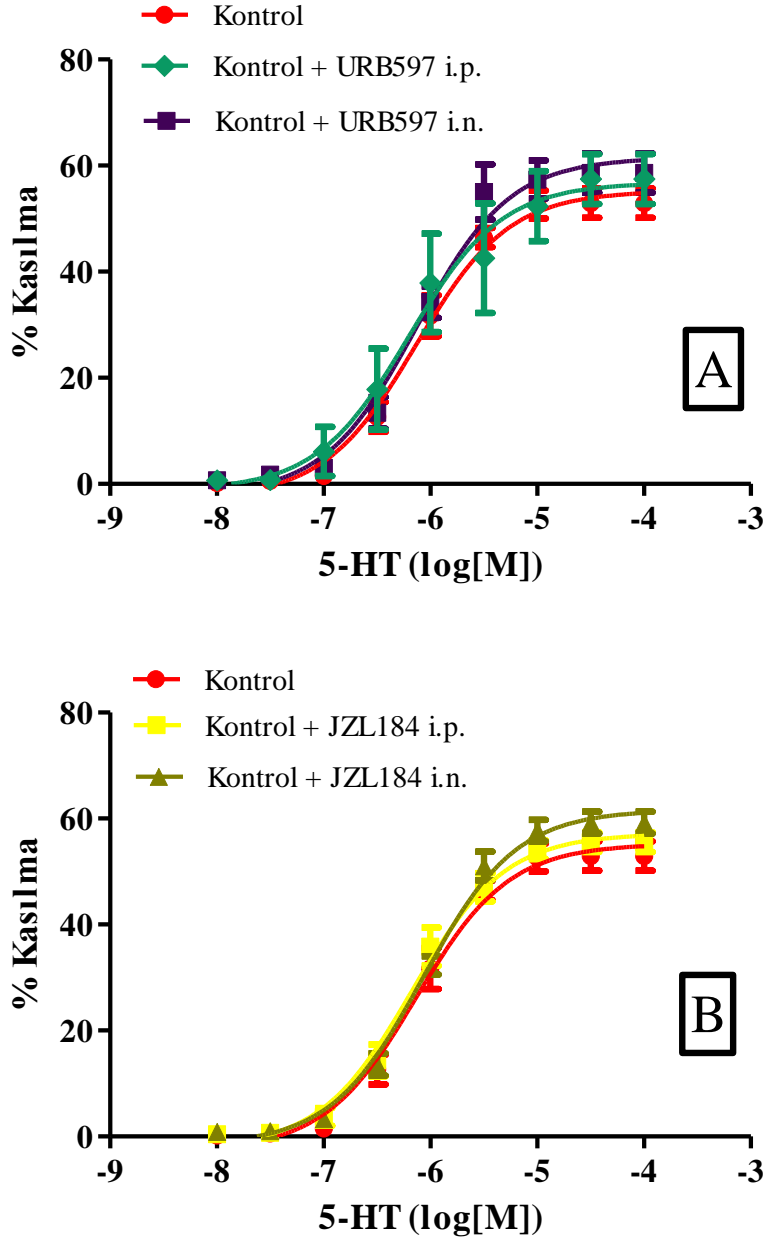 Kontrol
Kontrol + URB597 i.p.
Kontrol + URB597 i.n.
80
60
40
20
0
% Kasılma
A
-9 -8 -7 -6 -5 -4 -3
5-HT (log[M])
Kontrol
Kontrol + JZL184 i.p.
Kontrol + JZL184 i.n.
80
60
40
20
0
% Kasılma
B
-9 -8 -7 -6 -5 -4 -3
5-HT (log[M])